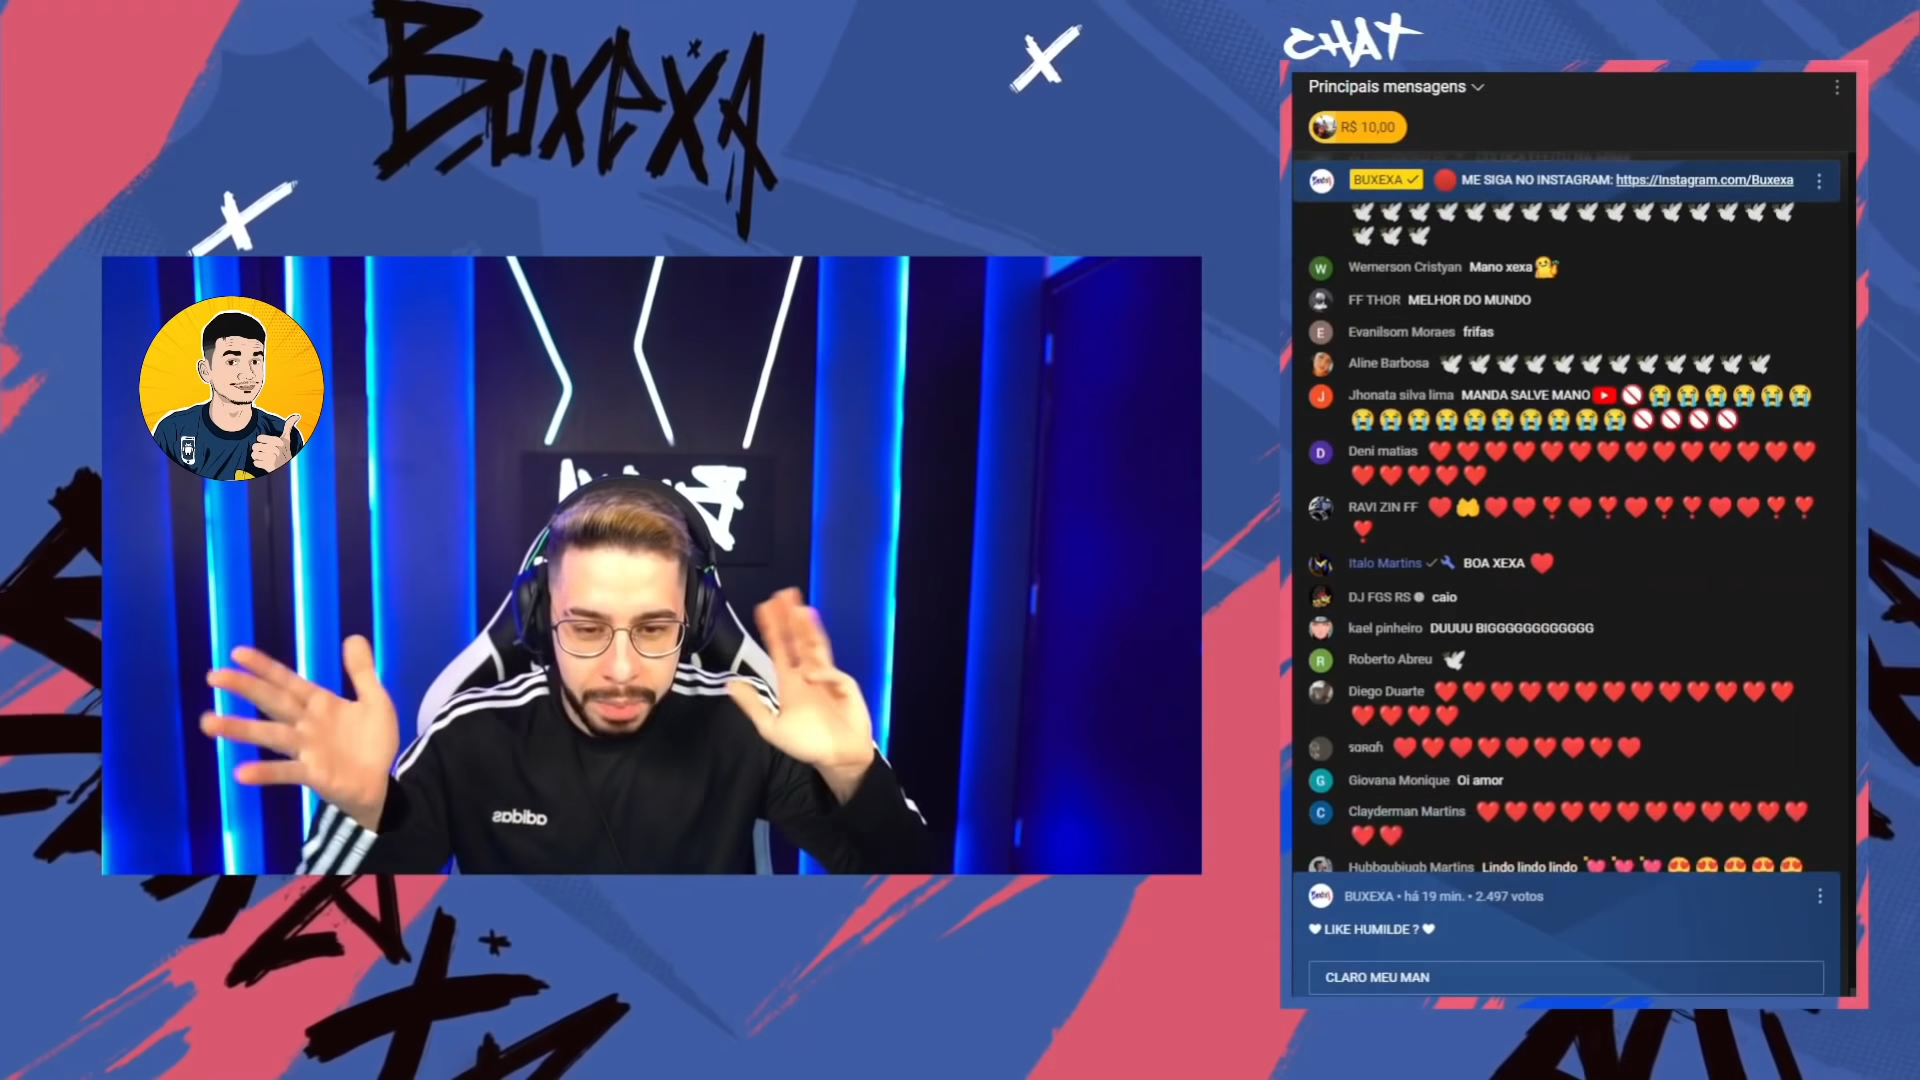 BUXEXA
CHAT
Principais mensagens
R$ 10,00
BUXEXA ME SIGA NO INSTAGRAM: https://Instagram.com/Buxexa
Wemerson Cristyan Mano xexa
FF THOR MELHOR DO MUNDO
Evanilsom Moraes frifas
Aline Barbosa
Jhonata silva lima MANDA SALVE MANO
Deni matias
RAVI ZIN FF
Italo Martins BOA XEXA
DJ FGS RS caio
kael pinheiro DUUUU BIGGGGGGGGGGGG
Roberto Abreu
Diego Duarte
sarah
Giovana Monique Oi amor
Clayderman Martins
Hubbgubiugh Martins Lindo lindo lindo
BUXEXA • há 19 min. • 2.497 votos
LIKE HUMILDE ?
CLARO MEU MAN
adidas